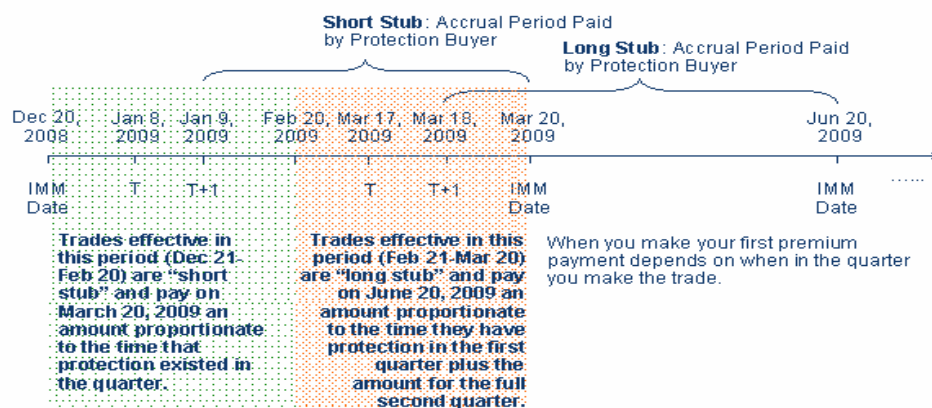 Short Stub: Accrual Period Paid
by Protection Buyer
Long Stub: Accrual Period Paid
by Protection Buyer
Dec 20, Jan 8, Jan 9, Feb 20, Mar 17, Mar 18, Mar 20, Jun 20,
2008 2009 2009 2009 2009 2009 2009 2009
IMM T T+1 T T+1 IMM IMM ......
Date Date Date
Trades effective in
this period (Dec 21-
Feb 20) are “short
stub” and pay on
March 20, 2009 an
amount proportionate
to the time that
protection existed in
the quarter.
Trades effective in this
period (Feb 21-Mar 20)
are “long stub” and pay
on June 20, 2009 an
amount proportionate
to the time they have
protection in the first
quarter plus the
amount for the full
second quarter.
When you make your first premium
payment depends on when in the quarter
you make the trade.